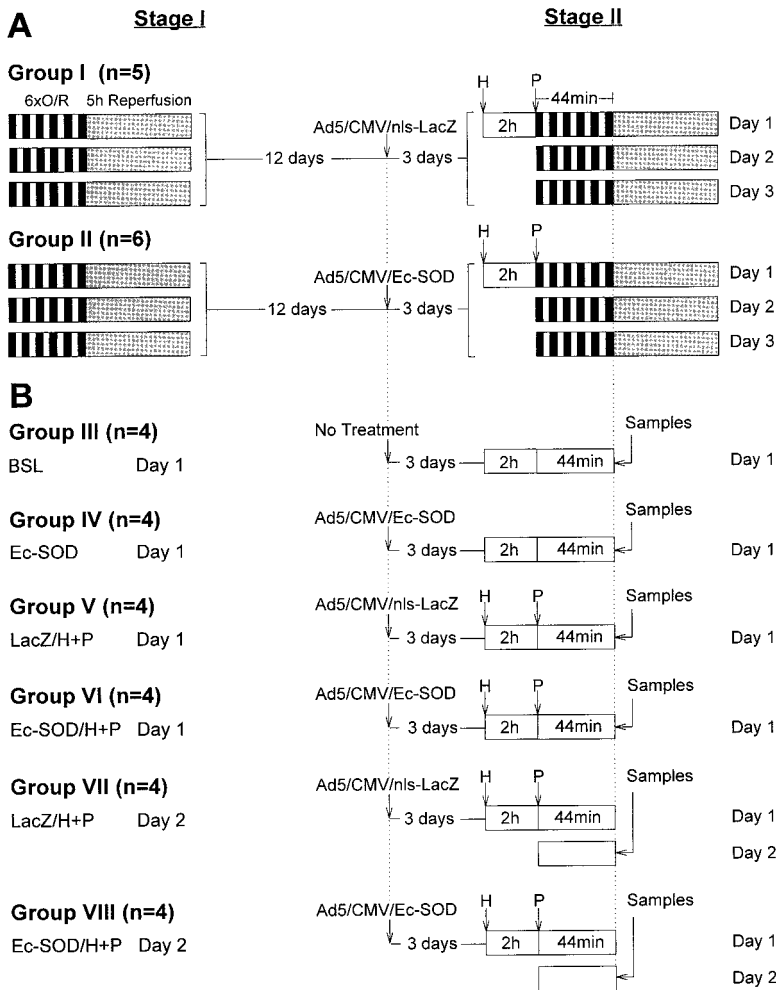 A Stage I Stage II
Group I (n=5)
6xO/R 5h Reperfusion
H P
44min
Ad5/CMV/nls-LacZ
2h
Day 1
12 days 3 days
Day 2
Day 3
Group II (n=6)
H P
Ad5/CMV/Ec-SOD
2h
Day 1
12 days 3 days
Day 2
Day 3
B
Group III (n=4)
No Treatment
Samples
BSL Day 1
3 days 2h 44min Day 1
Group IV (n=4)
Ad5/CMV/Ec-SOD
Samples
Ec-SOD Day 1
3 days 2h 44min Day 1
Group V (n=4)
Ad5/CMV/nls-LacZ
H P Samples
LacZ/H+P Day 1
3 days 2h 44min Day 1
Group VI (n=4)
Ad5/CMV/Ec-SOD
H P Samples
Ec-SOD/H+P Day 1
3 days 2h 44min Day 1
Group VII (n=4)
Ad5/CMV/nls-LacZ
H P Samples
LacZ/H+P Day 2
3 days 2h 44min Day 1
Day 2
Group VIII (n=4)
Ad5/CMV/Ec-SOD
H P Samples
Ec-SOD/H+P Day 2
3 days 2h 44min Day 1
Day 2